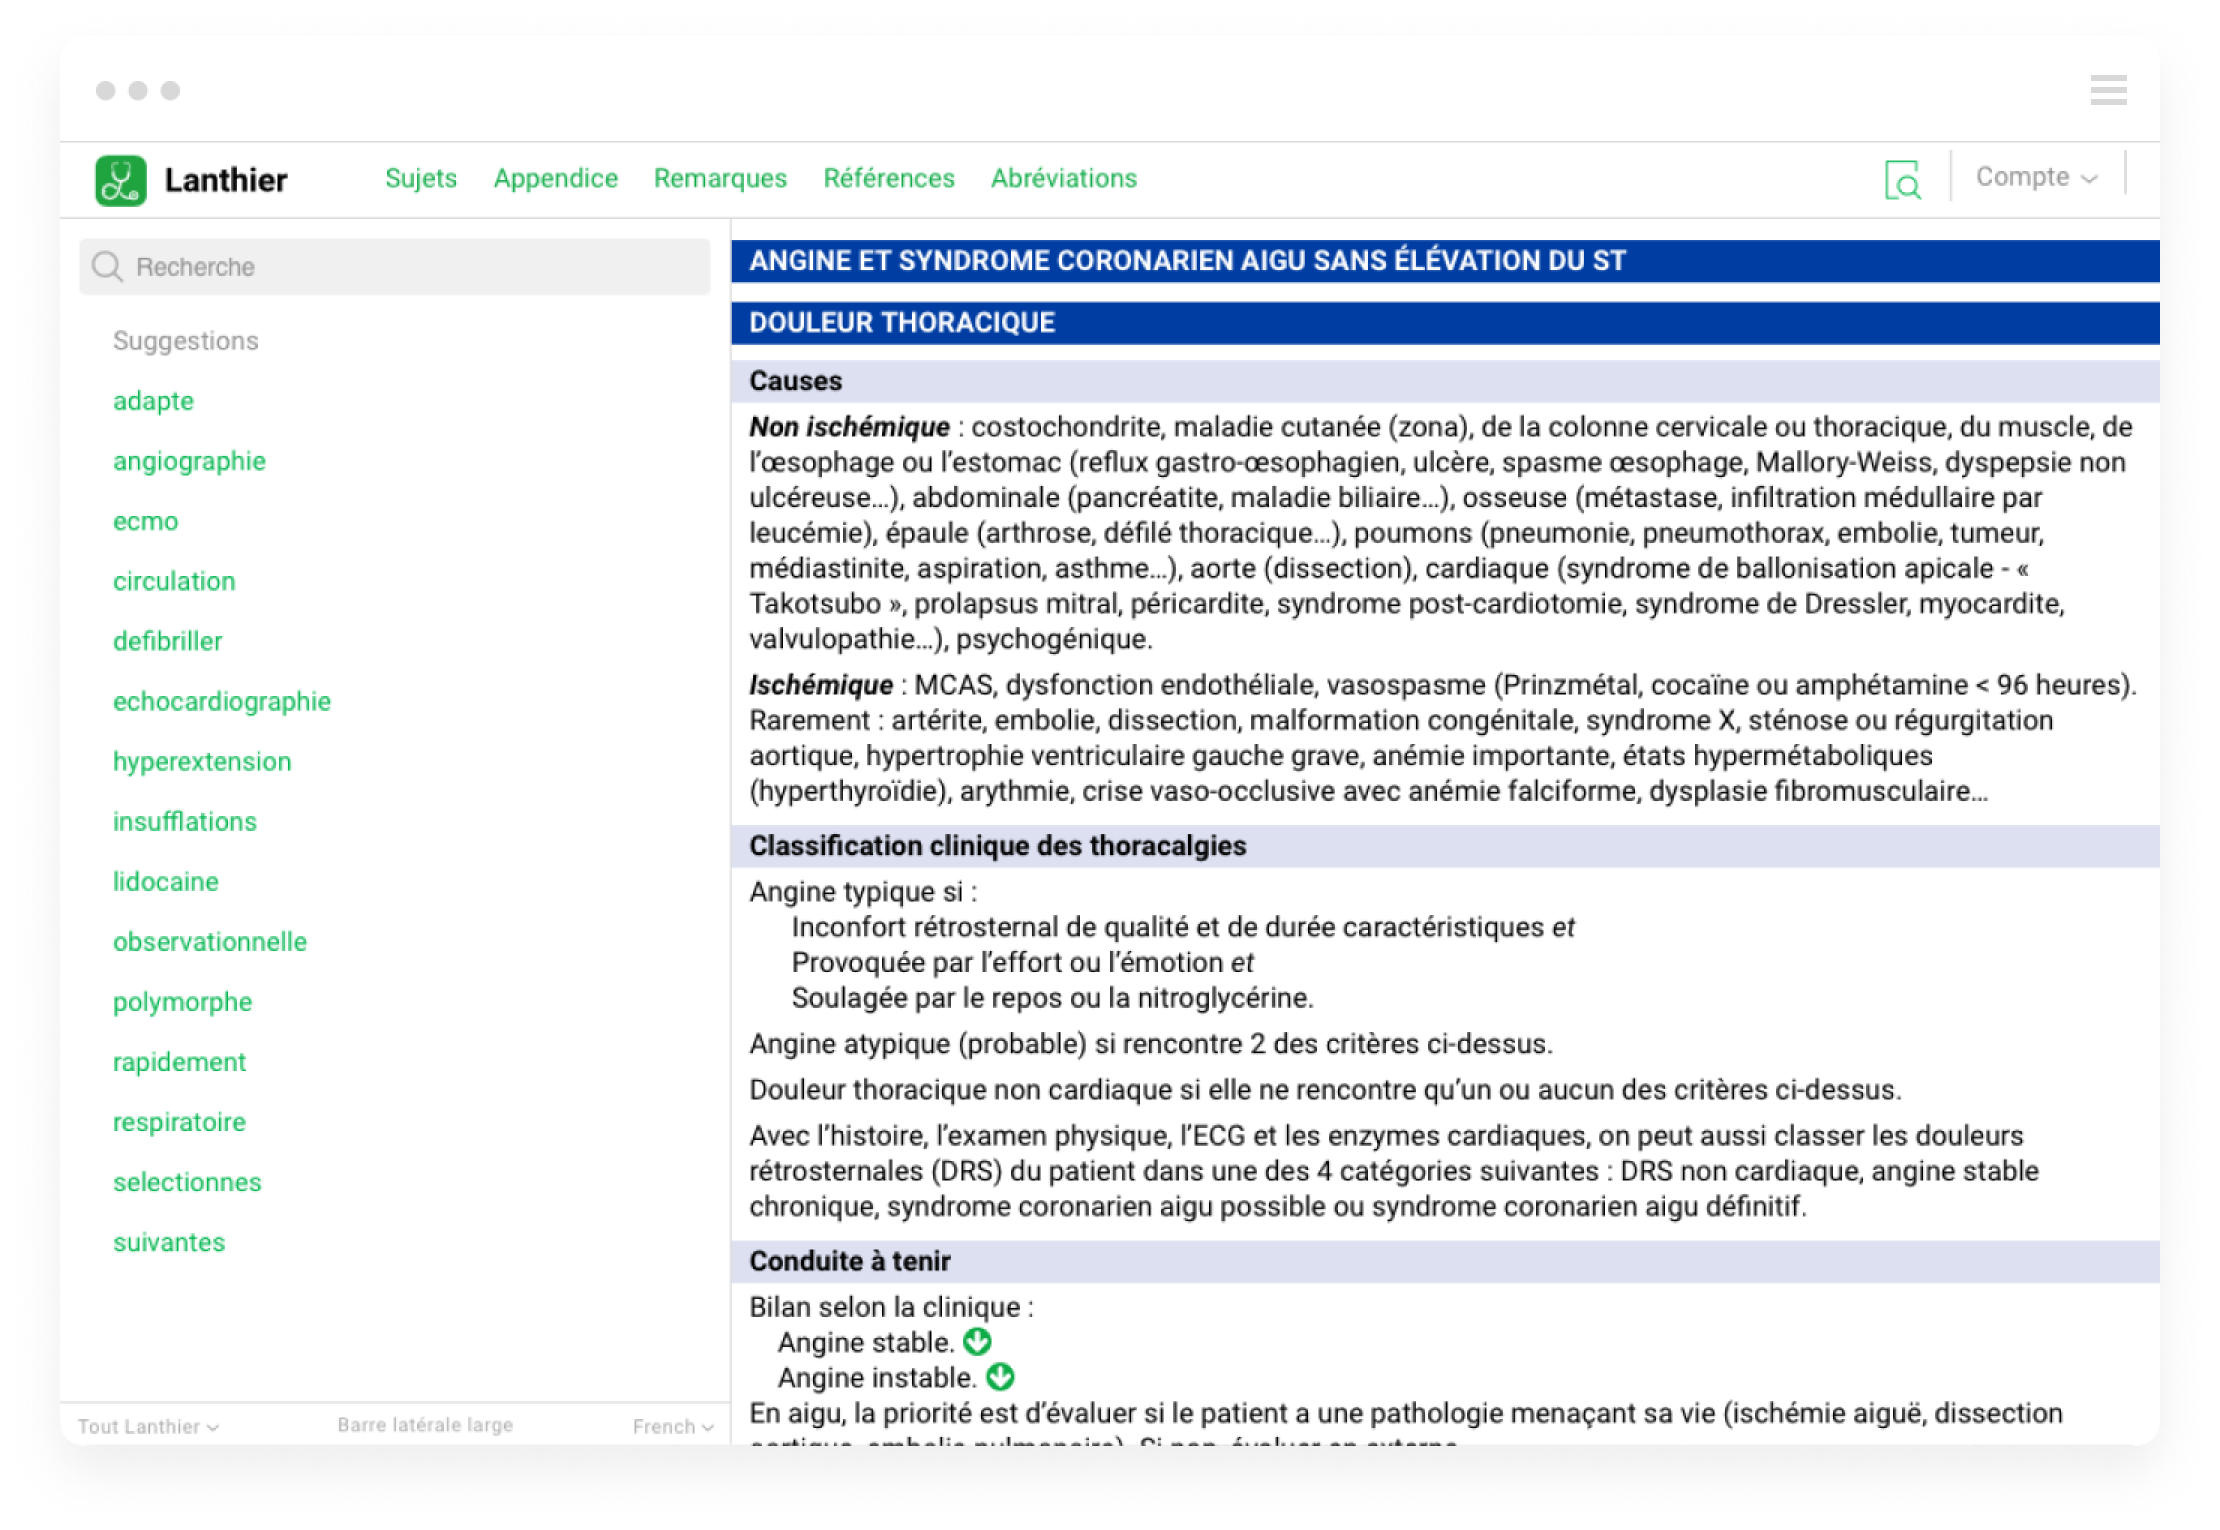 Lanthier
Sujets
Appendice
Remarques
Références
Abréviations
Compte
Recherche
Suggestions
adapte
angiographie
ecmo
circulation
defibriller
echocardiographie
hyperextension
insufflations
lidocaine
observationnelle
polymorphe
rapidement
respiratoire
selectionnes
suivantes
Tout Lanthier
Barre latérale large
French
ANGINE ET SYNDROME CORONARIEN AIGU SANS ÉLÉVATION DU ST
DOULEUR THORACIQUE
Causes
Non ischémique : costochondrite, maladie cutanée (zona), de la colonne cervicale ou thoracique, du muscle, de
l’œsophage ou l’estomac (reflux gastro-œsophagien, ulcère, spasme œsophage, Mallory-Weiss, dyspepsie non
ulcéreuse…), abdominale (pancréatite, maladie biliaire…), osseuse (métastase, infiltration médullaire par
leucémie), épaule (arthrose, défilé thoracique…), poumons (pneumonie, pneumothorax, embolie, tumeur,
médiastinite, aspiration, asthme…), aorte (dissection), cardiaque (syndrome de ballonisation apicale - «
Takotsubo », prolapsus mitral, péricardite, syndrome post-cardiotomie, syndrome de Dressler, myocardite,
valvulopathie…), psychogénique.
Ischémique : MCAS, dysfonction endothéliale, vasospasme (Prinzmétal, cocaïne ou amphétamine < 96 heures).
Rarement : artérite, embolie, dissection, malformation congénitale, syndrome X, sténose ou régurgitation
aortique, hypertrophie ventriculaire gauche grave, anémie importante, états hypermétaboliques
(hyperthyroïdie), arythmie, crise vaso-occlusive avec anémie falciforme, dysplasie fibromusculaire…
Classification clinique des thoracalgies
Angine typique si :
Inconfort rétrosternal de qualité et de durée caractéristiques et
Provoquée par l’effort ou l’émotion et
Soulagée par le repos ou la nitroglycérine.
Angine atypique (probable) si rencontre 2 des critères ci-dessus.
Douleur thoracique non cardiaque si elle ne rencontre qu’un ou aucun des critères ci-dessus.
Avec l’histoire, l’examen physique, l’ECG et les enzymes cardiaques, on peut aussi classer les douleurs
rétrosternales (DRS) du patient dans une des 4 catégories suivantes : DRS non cardiaque, angine stable
chronique, syndrome coronarien aigu possible ou syndrome coronarien aigu définitif.
Conduite à tenir
Bilan selon la clinique :
Angine stable.
Angine instable.
En aigu, la priorité est d’évaluer si le patient a une pathologie menaçant sa vie (ischémie aiguë, dissection